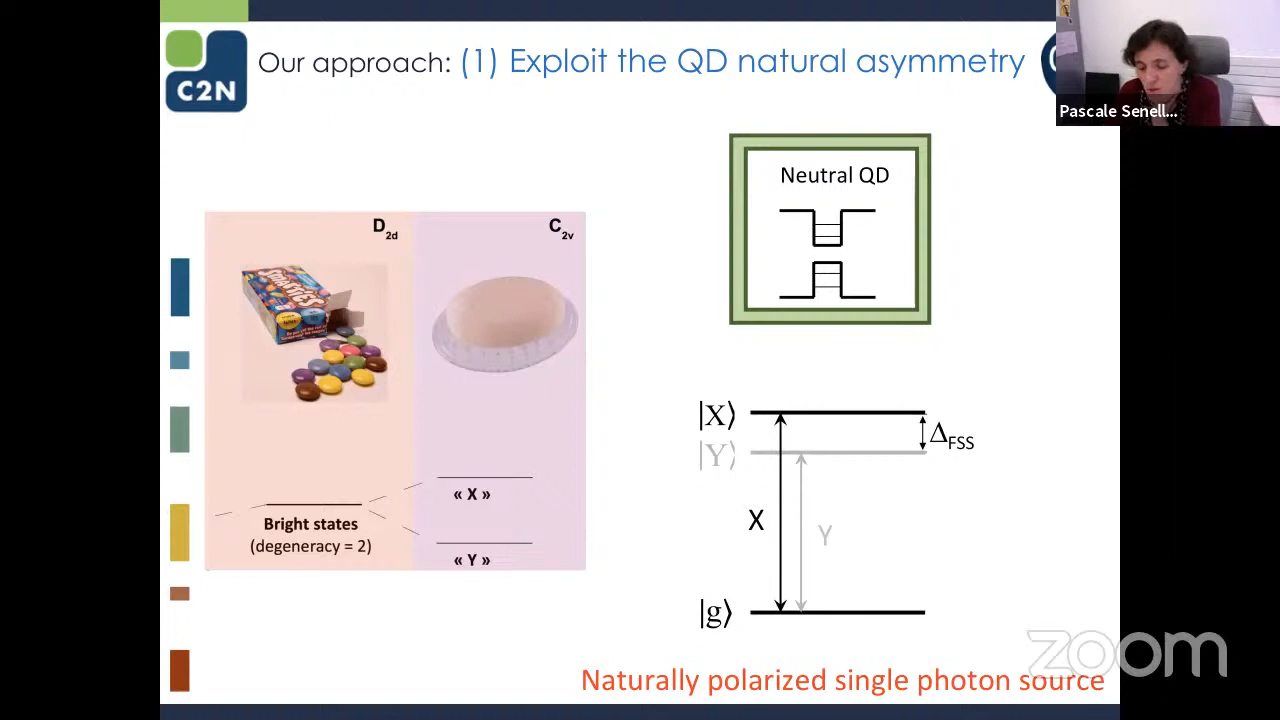 C2N
Our approach: (1) Exploit the QD natural asymmetry
Pascale Senell...
Neutral QD
D2d
C2v
SMARTIES
« X »
Bright states
(degeneracy = 2)
« Y »
|X⟩
|Y⟩
ΔFSS
X
Y
|g⟩
zoom
Naturally polarized single photon source